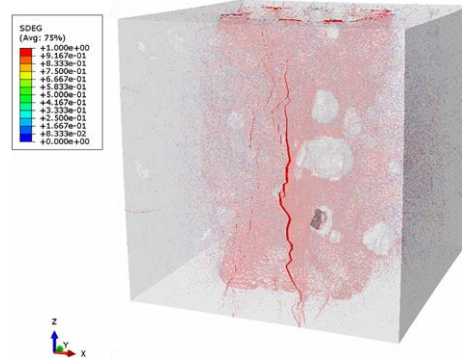 SDEG
(Avg: 75%)
+1.000e+00
+9.167e-01
+8.333e-01
+7.500e-01
+6.667e-01
+5.833e-01
+5.000e-01
+4.167e-01
+3.333e-01
+2.500e-01
+1.667e-01
+8.333e-02
+0.000e+00
Z
Y
X